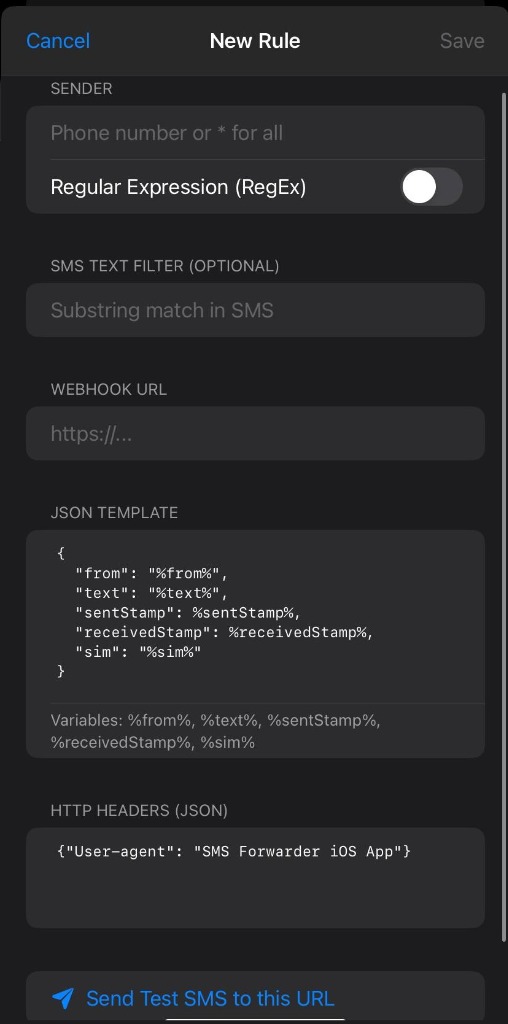 Cancel New Rule Save
SENDER
Phone number or * for all
Regular Expression (RegEx)
SMS TEXT FILTER (OPTIONAL)
Substring match in SMS
WEBHOOK URL
https://...
JSON TEMPLATE
{
  "from": "%from%",
  "text": "%text%",
  "sentStamp": %sentStamp%,
  "receivedStamp": %receivedStamp%,
  "sim": "%sim%"
}
Variables: %from%, %text%, %sentStamp%,
%receivedStamp%, %sim%
HTTP HEADERS (JSON)
{"User-agent": "SMS Forwarder iOS App"}
Send Test SMS to this URL